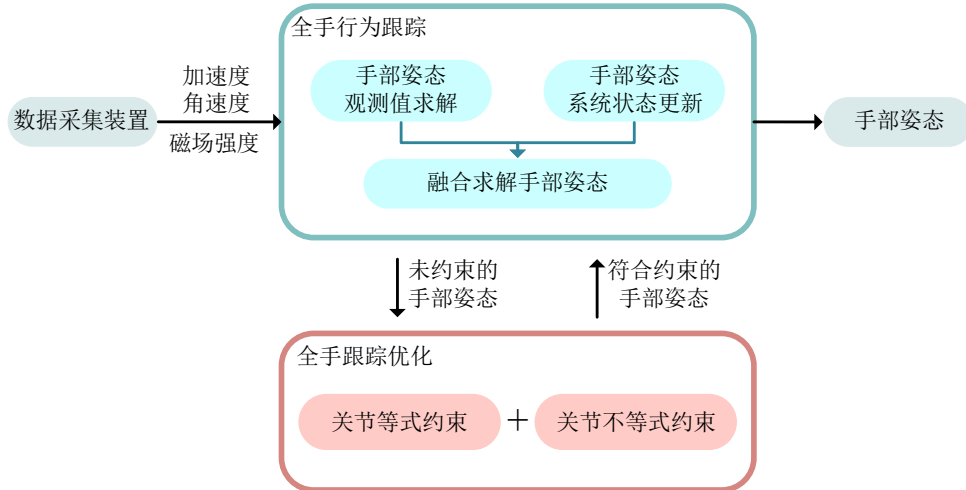 全手行为跟踪
加速度
角速度
磁场强度
数据采集装置
手部姿态
观测值求解
手部姿态
系统状态更新
融合求解手部姿态
手部姿态
未约束的
手部姿态
符合约束的
手部姿态
全手跟踪优化
关节等式约束
+
关节不等式约束